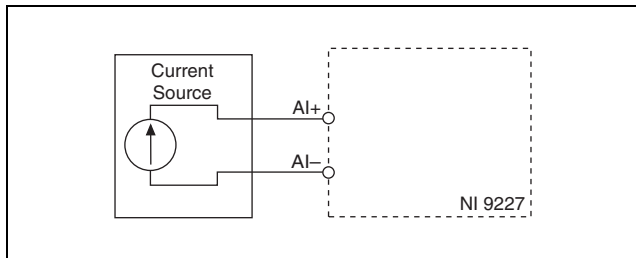 Current
Source
AI+
AI–
NI 9227